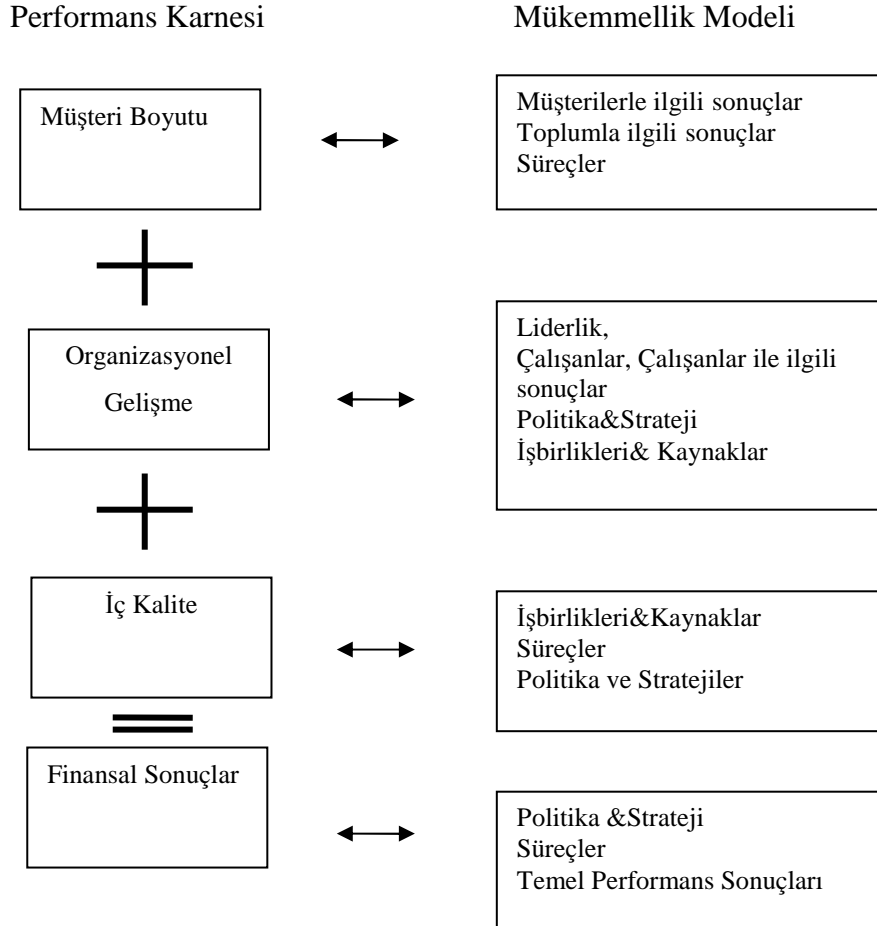 Performans Karnesi
Mükemmellik Modeli
Müşteri Boyutu
Müşterilerle ilgili sonuçlar
Toplumla ilgili sonuçlar
Süreçler
Organizasyonel
Gelişme
Liderlik,
Çalışanlar, Çalışanlar ile ilgili
sonuçlar
Politika&Strateji
İşbirlikleri& Kaynaklar
İç Kalite
İşbirlikleri&Kaynaklar
Süreçler
Politika ve Stratejiler
Finansal Sonuçlar
Politika &Strateji
Süreçler
Temel Performans Sonuçları